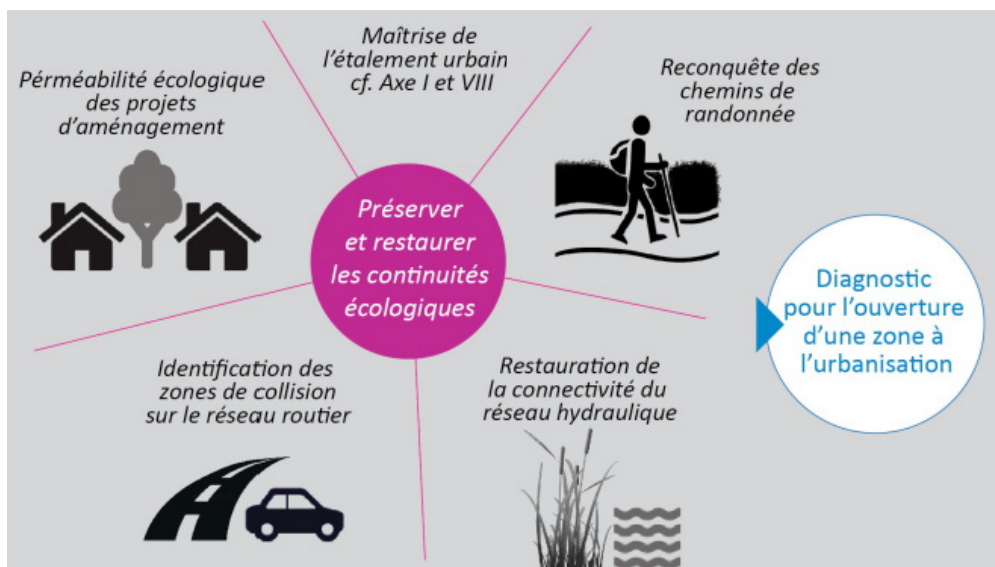 Pérméabilité écologique
des projets
d'aménagement
Maîtrise de
l'étalement urbain
cf. Axe I et VIII
Reconquête des
chemins de
randonnée
Préserver
et restaurer
les continuités
écologiques
Diagnostic
pour l'ouverture
d'une zone à
l'urbanisation
Identification des
zones de collision
sur le réseau routier
Restauration de
la connectivité du
réseau hydraulique